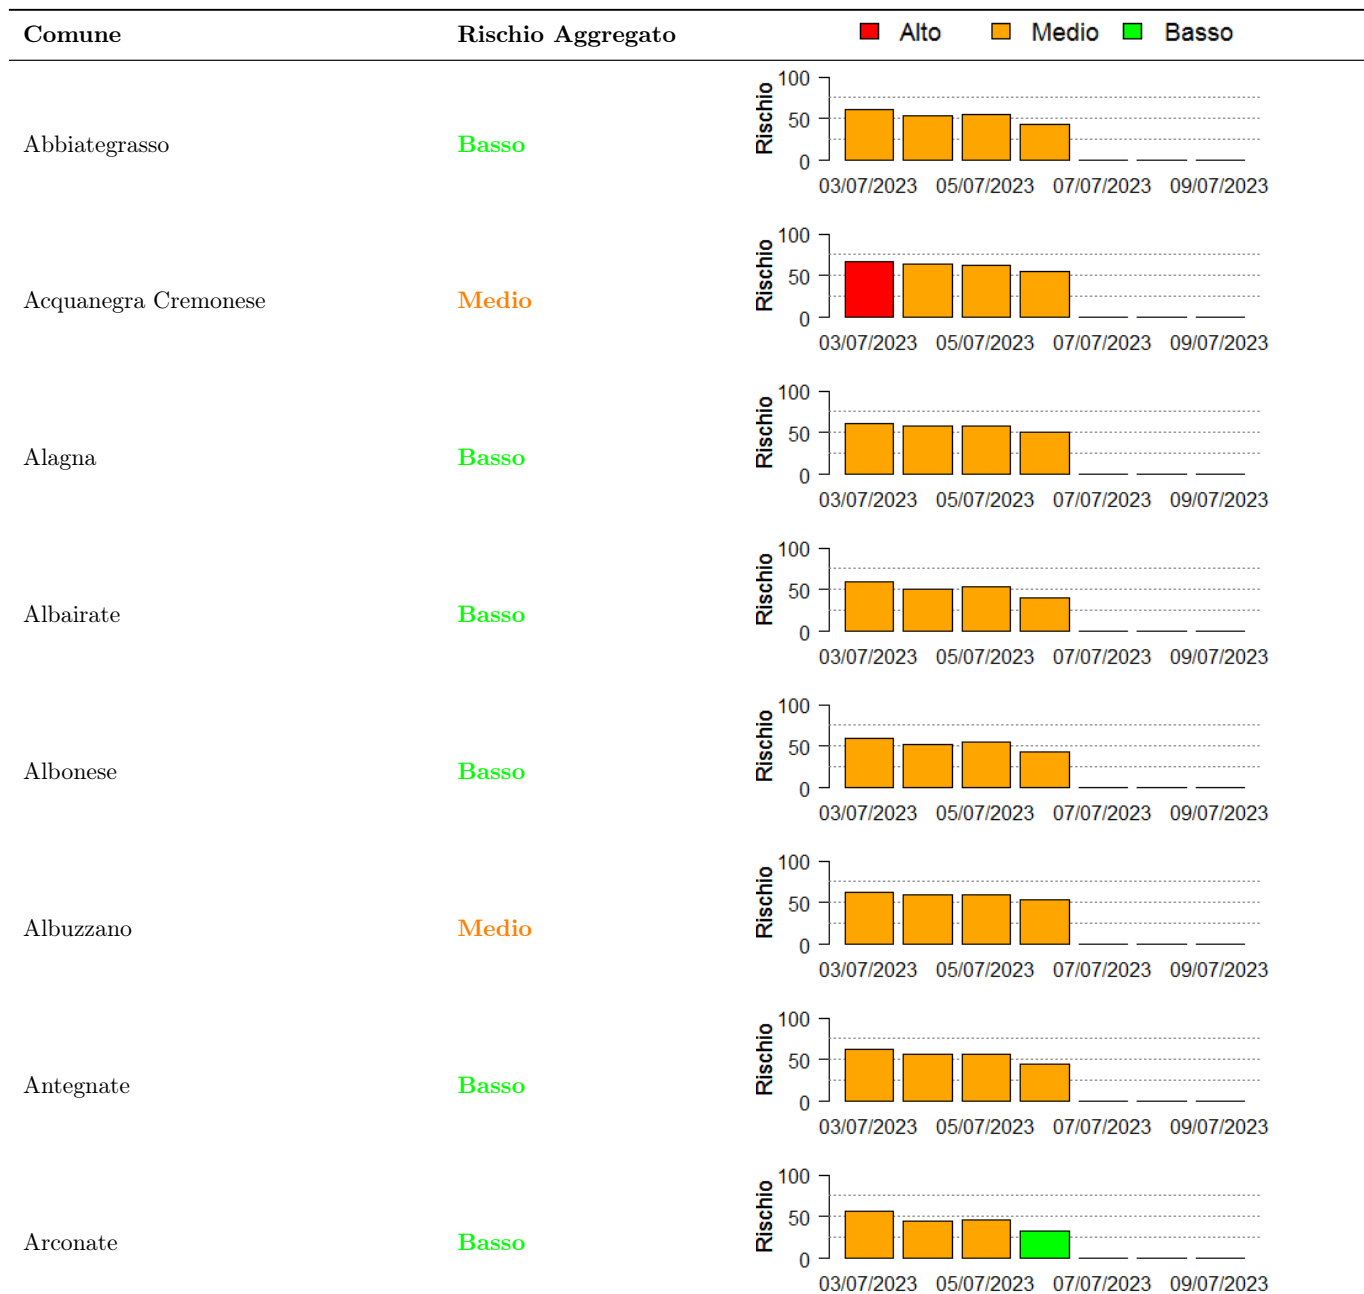 Comune Rischio Aggregato Alto Medio Basso
100
50
0
Rischio
Abbiategrasso Basso
03/07/2023 05/07/2023 07/07/2023 09/07/2023
100
50
0
Rischio
Acquanegra Cremonese Medio
03/07/2023 05/07/2023 07/07/2023 09/07/2023
100
50
0
Rischio
Alagna Basso
03/07/2023 05/07/2023 07/07/2023 09/07/2023
100
50
0
Rischio
Albairate Basso
03/07/2023 05/07/2023 07/07/2023 09/07/2023
100
50
0
Rischio
Albonese Basso
03/07/2023 05/07/2023 07/07/2023 09/07/2023
100
50
0
Rischio
Albuzzano Medio
03/07/2023 05/07/2023 07/07/2023 09/07/2023
100
50
0
Rischio
Antegnate Basso
03/07/2023 05/07/2023 07/07/2023 09/07/2023
100
50
0
Rischio
Arconate Basso
03/07/2023 05/07/2023 07/07/2023 09/07/2023